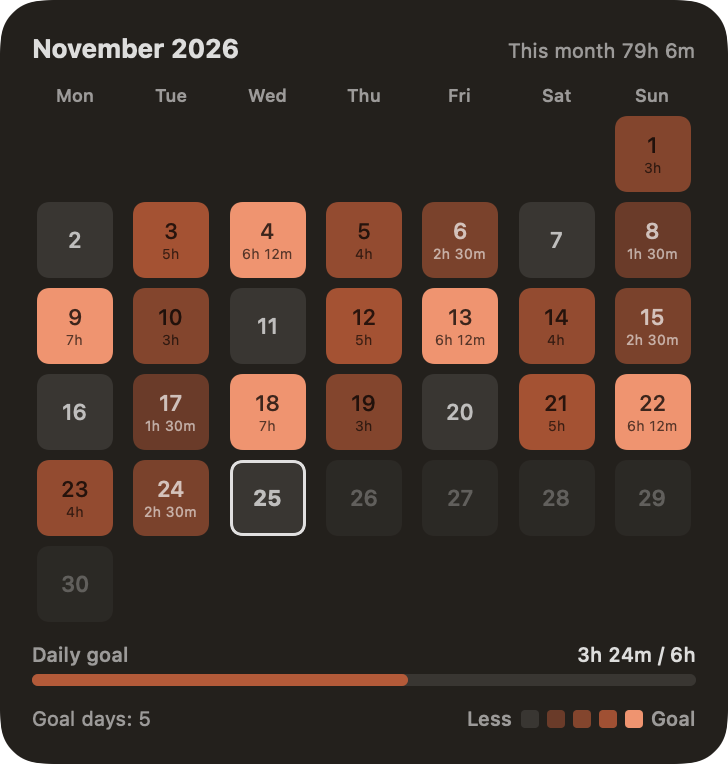 November 2026 This month 79h 6m
Mon Tue Wed Thu Fri Sat Sun
1
3h
2 3 4 5 6 7 8
5h 6h 12m 4h 2h 30m 1h 30m
9 10 11 12 13 14 15
7h 3h 5h 6h 12m 4h 2h 30m
16 17 18 19 20 21 22
1h 30m 7h 3h 5h 6h 12m
23 24 25 26 27 28 29
4h 2h 30m
30
Daily goal 3h 24m / 6h
Goal days: 5 Less Goal